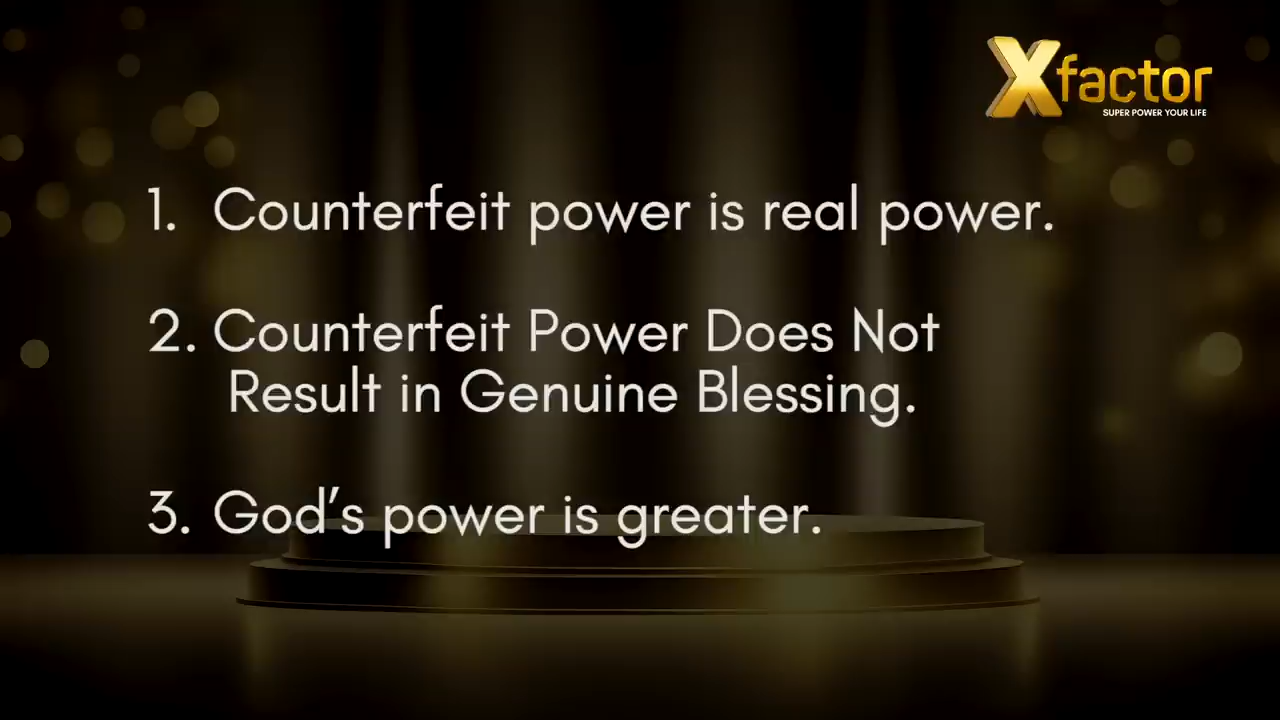 Xfactor
SUPER POWER YOUR LIFE
1. Counterfeit power is real power.
2. Counterfeit Power Does Not
Result in Genuine Blessing.
3. God's power is greater.